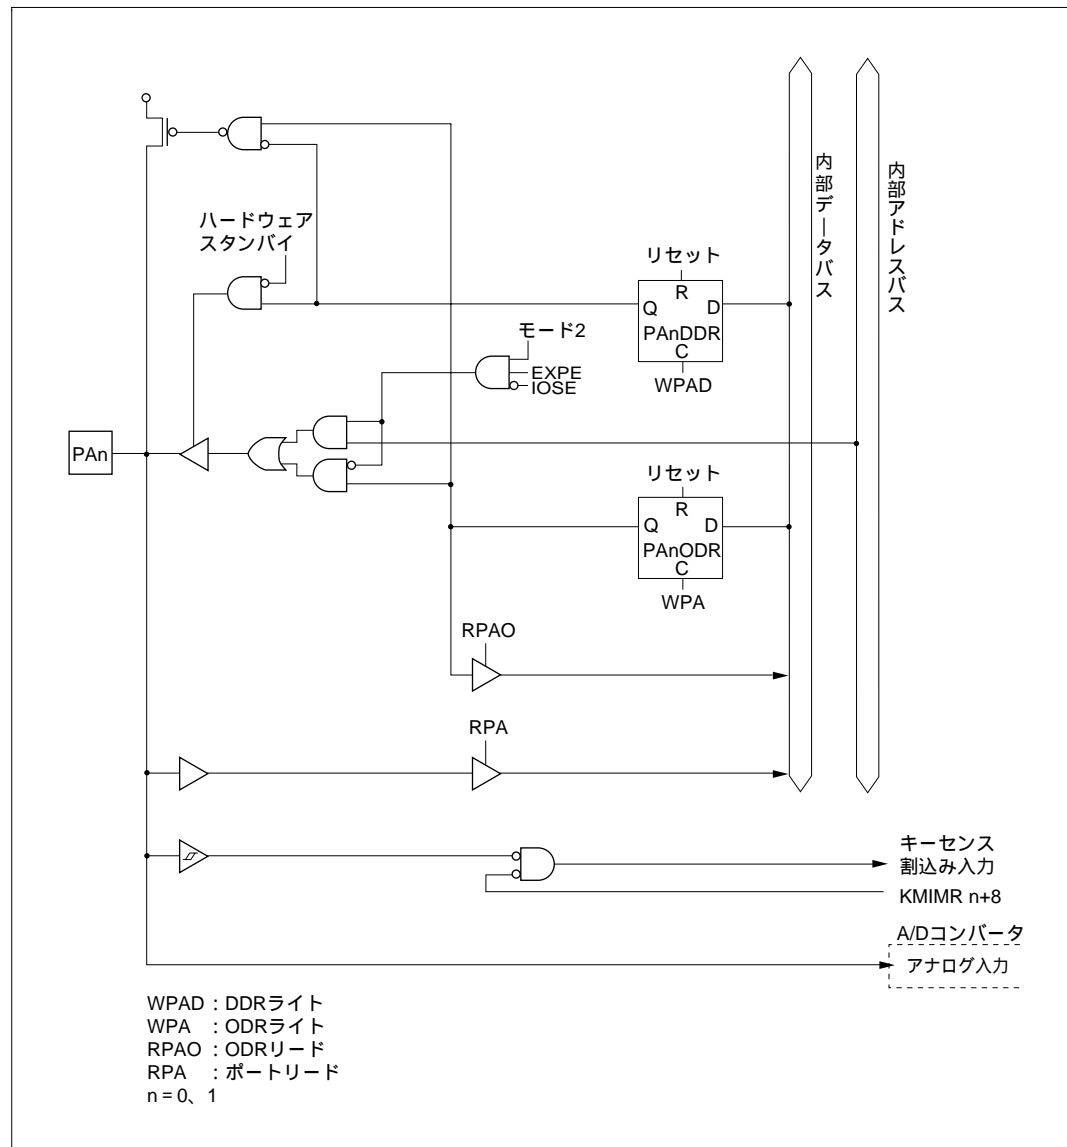 内部データバス
内部アドレスバス
ハードウェア
スタンバイ
リセット
R
Q D
PAnDDR
C
WPAD
モード2
EXPE
IOSE
PAn
リセット
R
Q D
PAnODR
C
WPA
RPAO
RPA
キーセンス
割込み入力
KMIMR n+8
A/Dコンバータ
アナログ入力
WPAD：DDRライト
WPA ：ODRライト
RPAO：ODRリード
RPA ：ポートリード
n = 0、1